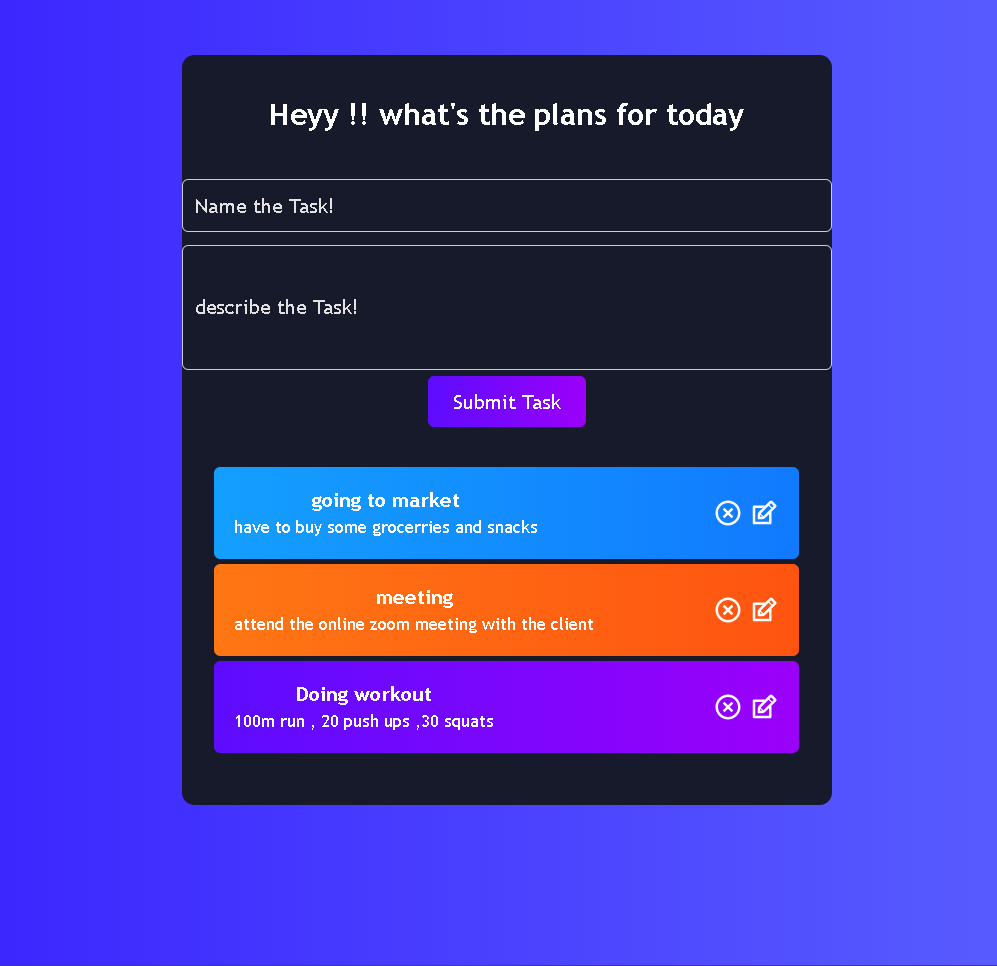 Heyy !! what's the plans for today
Name the Task!
describe the Task!
Submit Task
going to market
have to buy some grocerries and snacks
meeting
attend the online zoom meeting with the client
Doing workout
100m run , 20 push ups ,30 squats